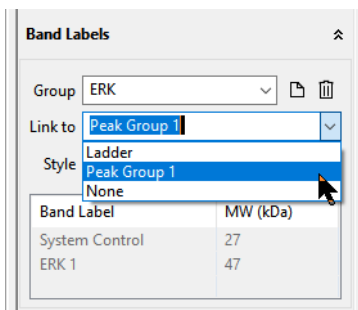 Band Labels
Group ERK
Link to Peak Group 1
Ladder
Style Peak Group 1
None
Band Label MW (kDa)
System Control 27
ERK 1 47